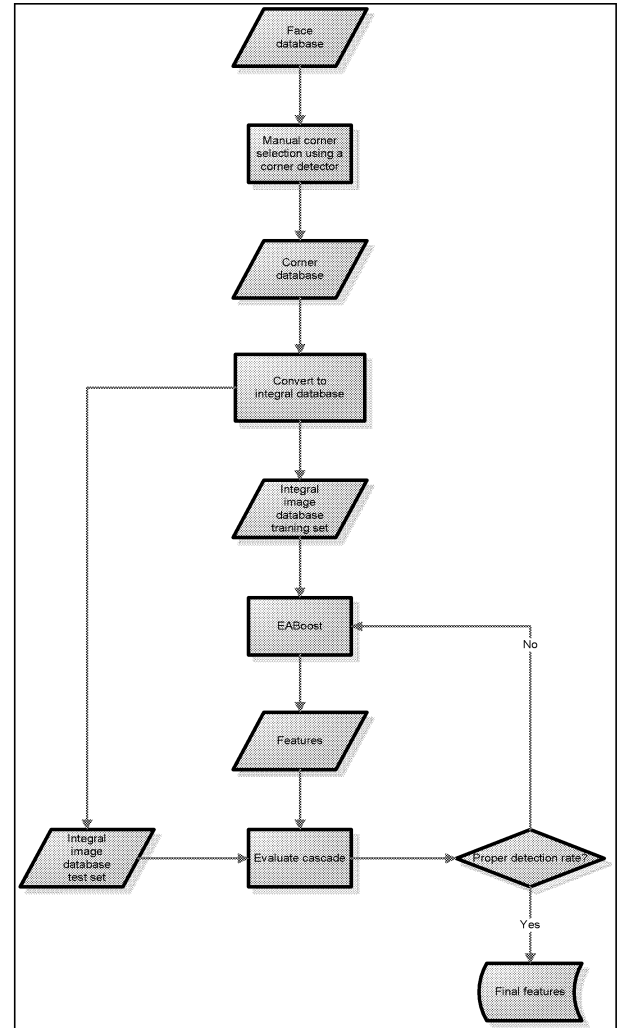 Face
database
Manual corner
selection using a
corner detector
Corner
database
Convert to
integral database
Integral
image
database
training set
EABoost
No
Features
Integral
image
database
test set
Evaluate cascade
Proper detection rate?
Yes
Final features